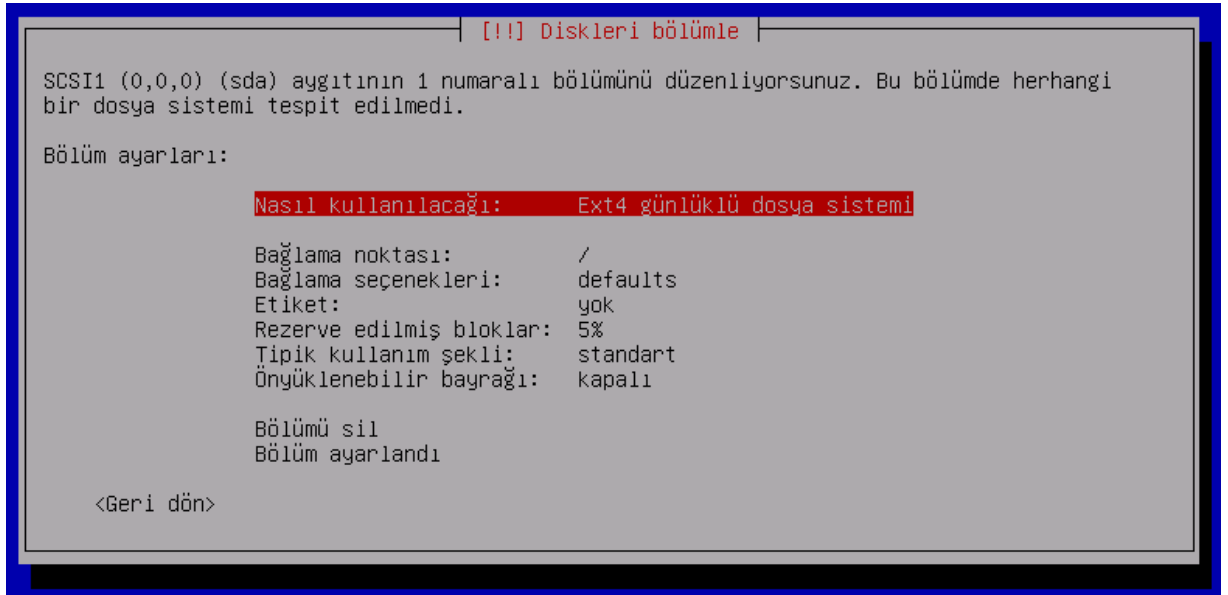 [!!] Diskleri bölümle
SCSI1 (0,0,0) (sda) aygıtının 1 numaralı bölümünü düzenliyorsunuz. Bu bölümde herhangi
bir dosya sistemi tespit edilmedi.
Bölüm ayarları:
Nasıl kullanılacağı: Ext4 günlüklü dosya sistemi
Bağlama noktası: /
Bağlama seçenekleri: defaults
Etiket: yok
Rezerve edilmiş bloklar: 5%
Tipik kullanım şekli: standart
Önyüklenebilir bayrağı: kapalı
Bölümü sil
Bölüm ayarlandı
<Geri dön>